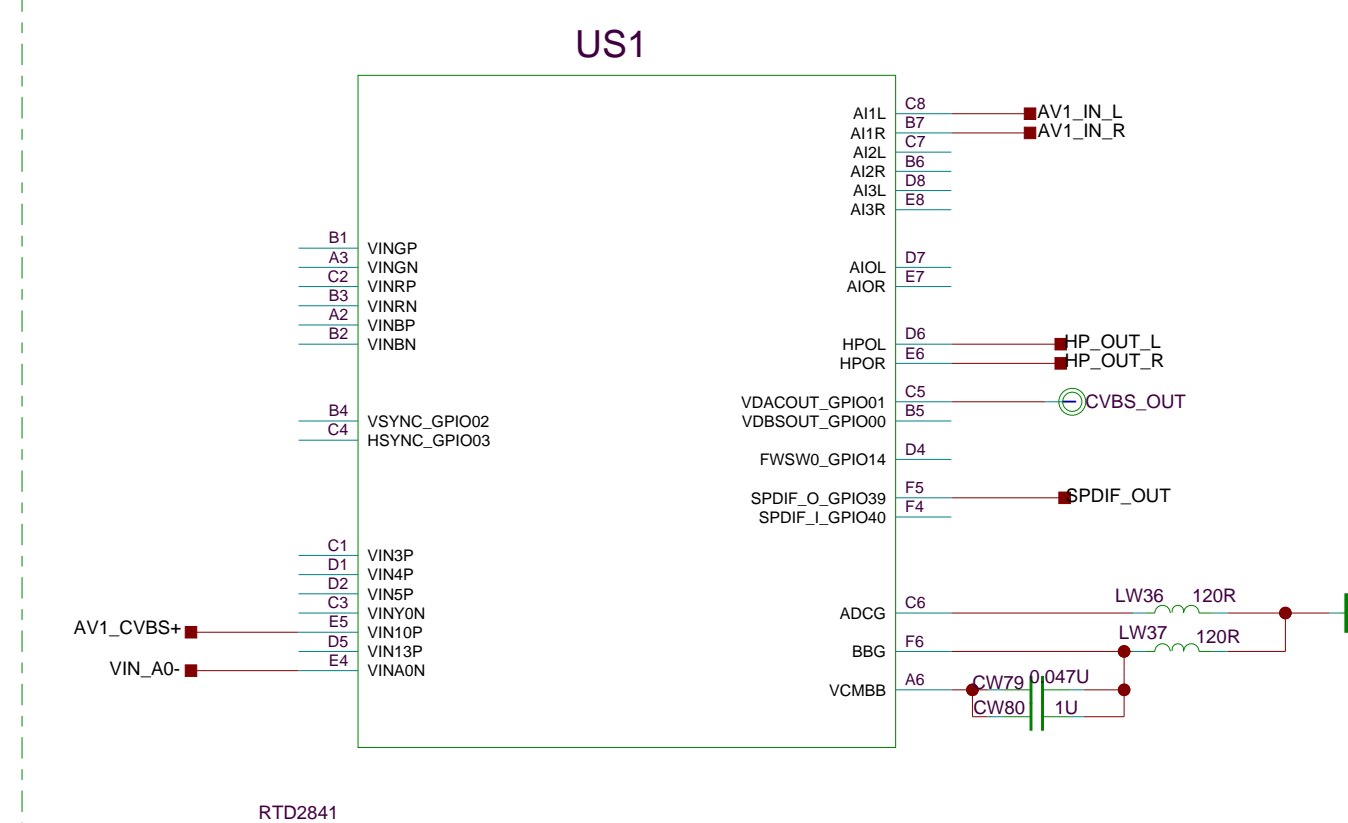 US1
C8
AI1L
AV1_IN_L
B7
AI1R
AV1_IN_R
C7
AI2L
B6
AI2R
D8
AI3L
E8
AI3R
B1
VINGP
A3
VINGN
C2
VINRP
B3
VINRN
A2
VINBP
B2
VINBN
D7
AIOL
E7
AIOR
D6
HPOL
HP_OUT_L
E6
HPOR
HP_OUT_R
C5
VDACOUT_GPIO01
CVBS_OUT
B5
VDBSOUT_GPIO00
B4
VSYNC_GPIO02
C4
HSYNC_GPIO03
D4
FWSW0_GPIO14
F5
SPDIF_O_GPIO39
SPDIF_OUT
F4
SPDIF_I_GPIO40
C1
VIN3P
D1
VIN4P
D2
VIN5P
C3
VINY0N
AV1_CVBS+
E5
VIN10P
D5
VIN13P
VIN_A0-
E4
VINA0N
C6
ADCG
LW36 120R
F6
BBG
LW37 120R
A6
VCMBB
CW79 0.047U
CW80 1U
RTD2841